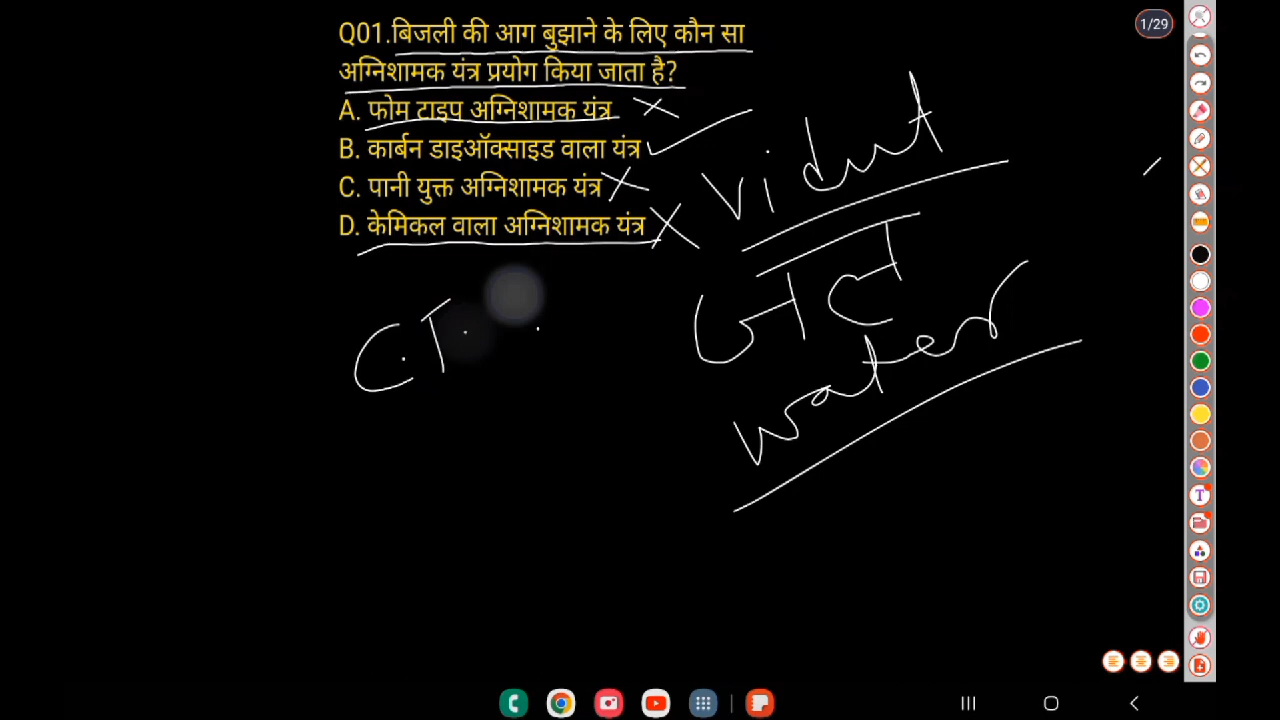 Q01.बिजली की आग बुझाने के लिए कौन सा
अग्निशामक यंत्र प्रयोग किया जाता है?
A. फोम टाइप अग्निशामक यंत्र
B. कार्बन डाइऑक्साइड वाला यंत्र
C. पानी युक्त अग्निशामक यंत्र
D. केमिकल वाला अग्निशामक यंत्र
vidut
water
C.T.
1/29
T